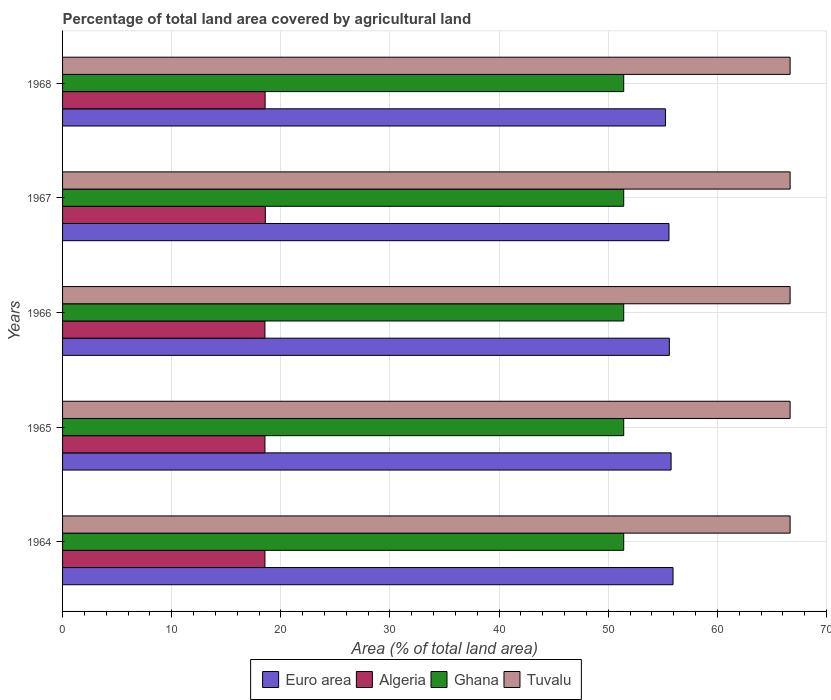 Percentage of total land area covered by agricultural land
Years
1968
1967
1966
1965
1964
0 10 20 30 40 50 60 70
Area (% of total land area)
Euro area Algeria Ghana Tuvalu